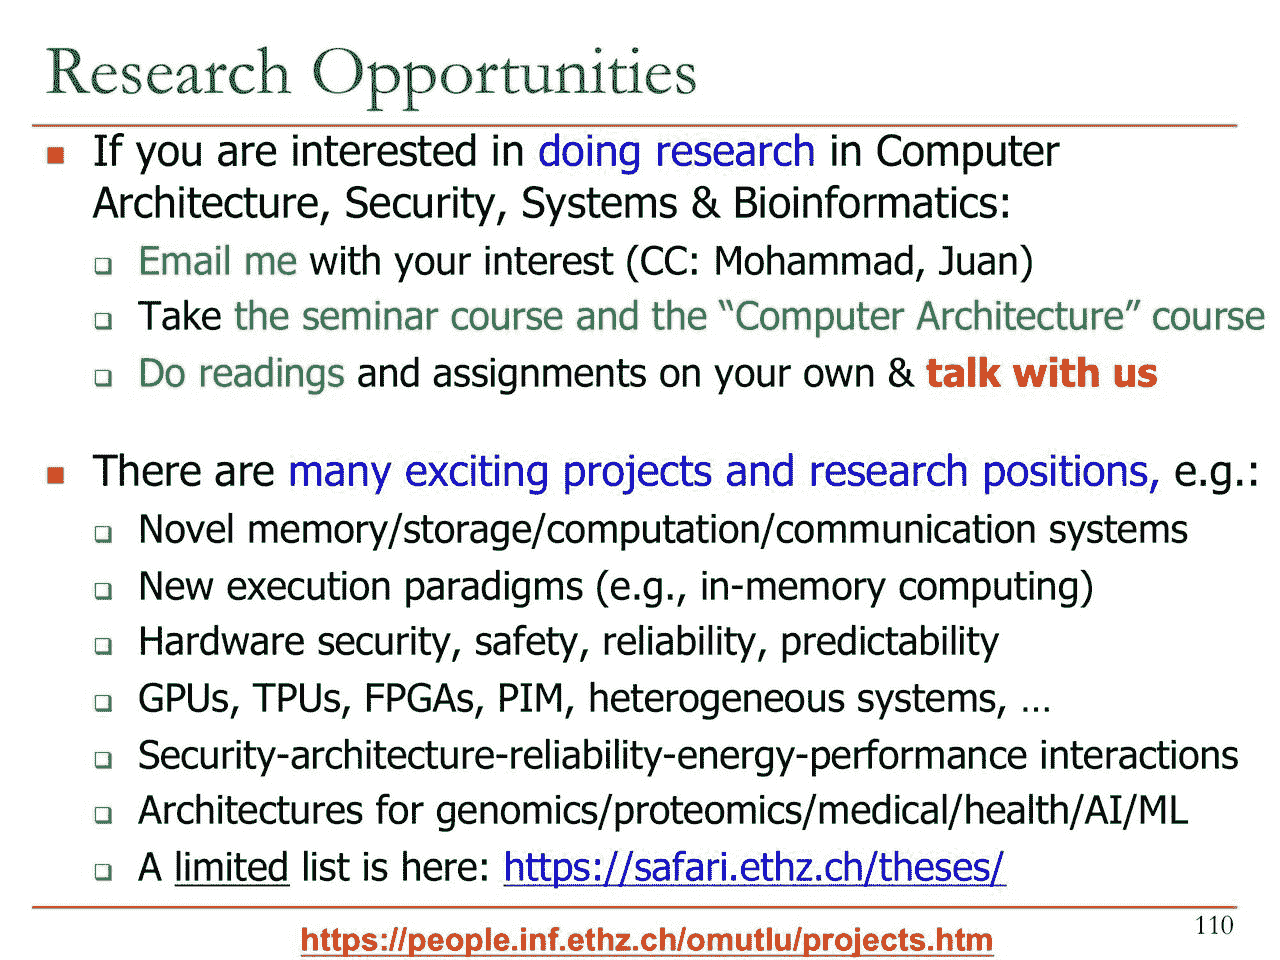 Research Opportunities
If you are interested in doing research in Computer
Architecture, Security, Systems & Bioinformatics:
Email me with your interest (CC: Mohammad, Juan)
Take the seminar course and the “Computer Architecture” course
Do readings and assignments on your own & talk with us
There are many exciting projects and research positions, e.g.:
Novel memory/storage/computation/communication systems
New execution paradigms (e.g., in-memory computing)
Hardware security, safety, reliability, predictability
GPUs, TPUs, FPGAs, PIM, heterogeneous systems, ...
Security-architecture-reliability-energy-performance interactions
Architectures for genomics/proteomics/medical/health/AI/ML
A limited list is here: https://safari.ethz.ch/theses/
110
https://people.inf.ethz.ch/omutlu/projects.htm